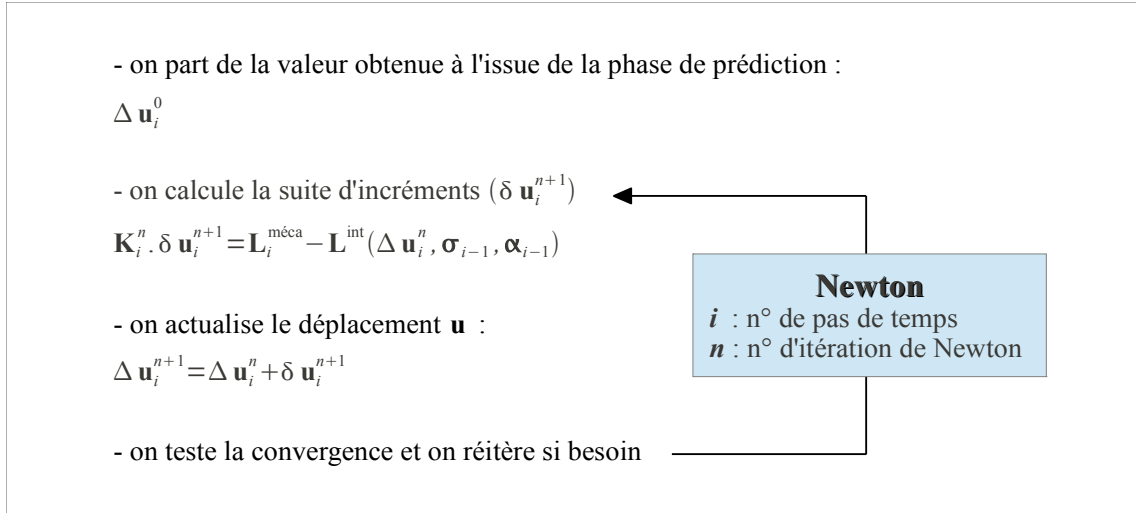 - on part de la valeur obtenue à l'issue de la phase de prédiction :
Δ u_i^0
- on calcule la suite d'incréments (δ u_i^{n+1})
K_i^n . δ u_i^{n+1} = L_i^{méca} − L^{int}(Δ u_i^n , σ_{i−1} , α_{i−1})
Newton
i : n° de pas de temps
n : n° d'itération de Newton
- on actualise le déplacement u :
Δ u_i^{n+1} = Δ u_i^n + δ u_i^{n+1}
- on teste la convergence et on réitère si besoin